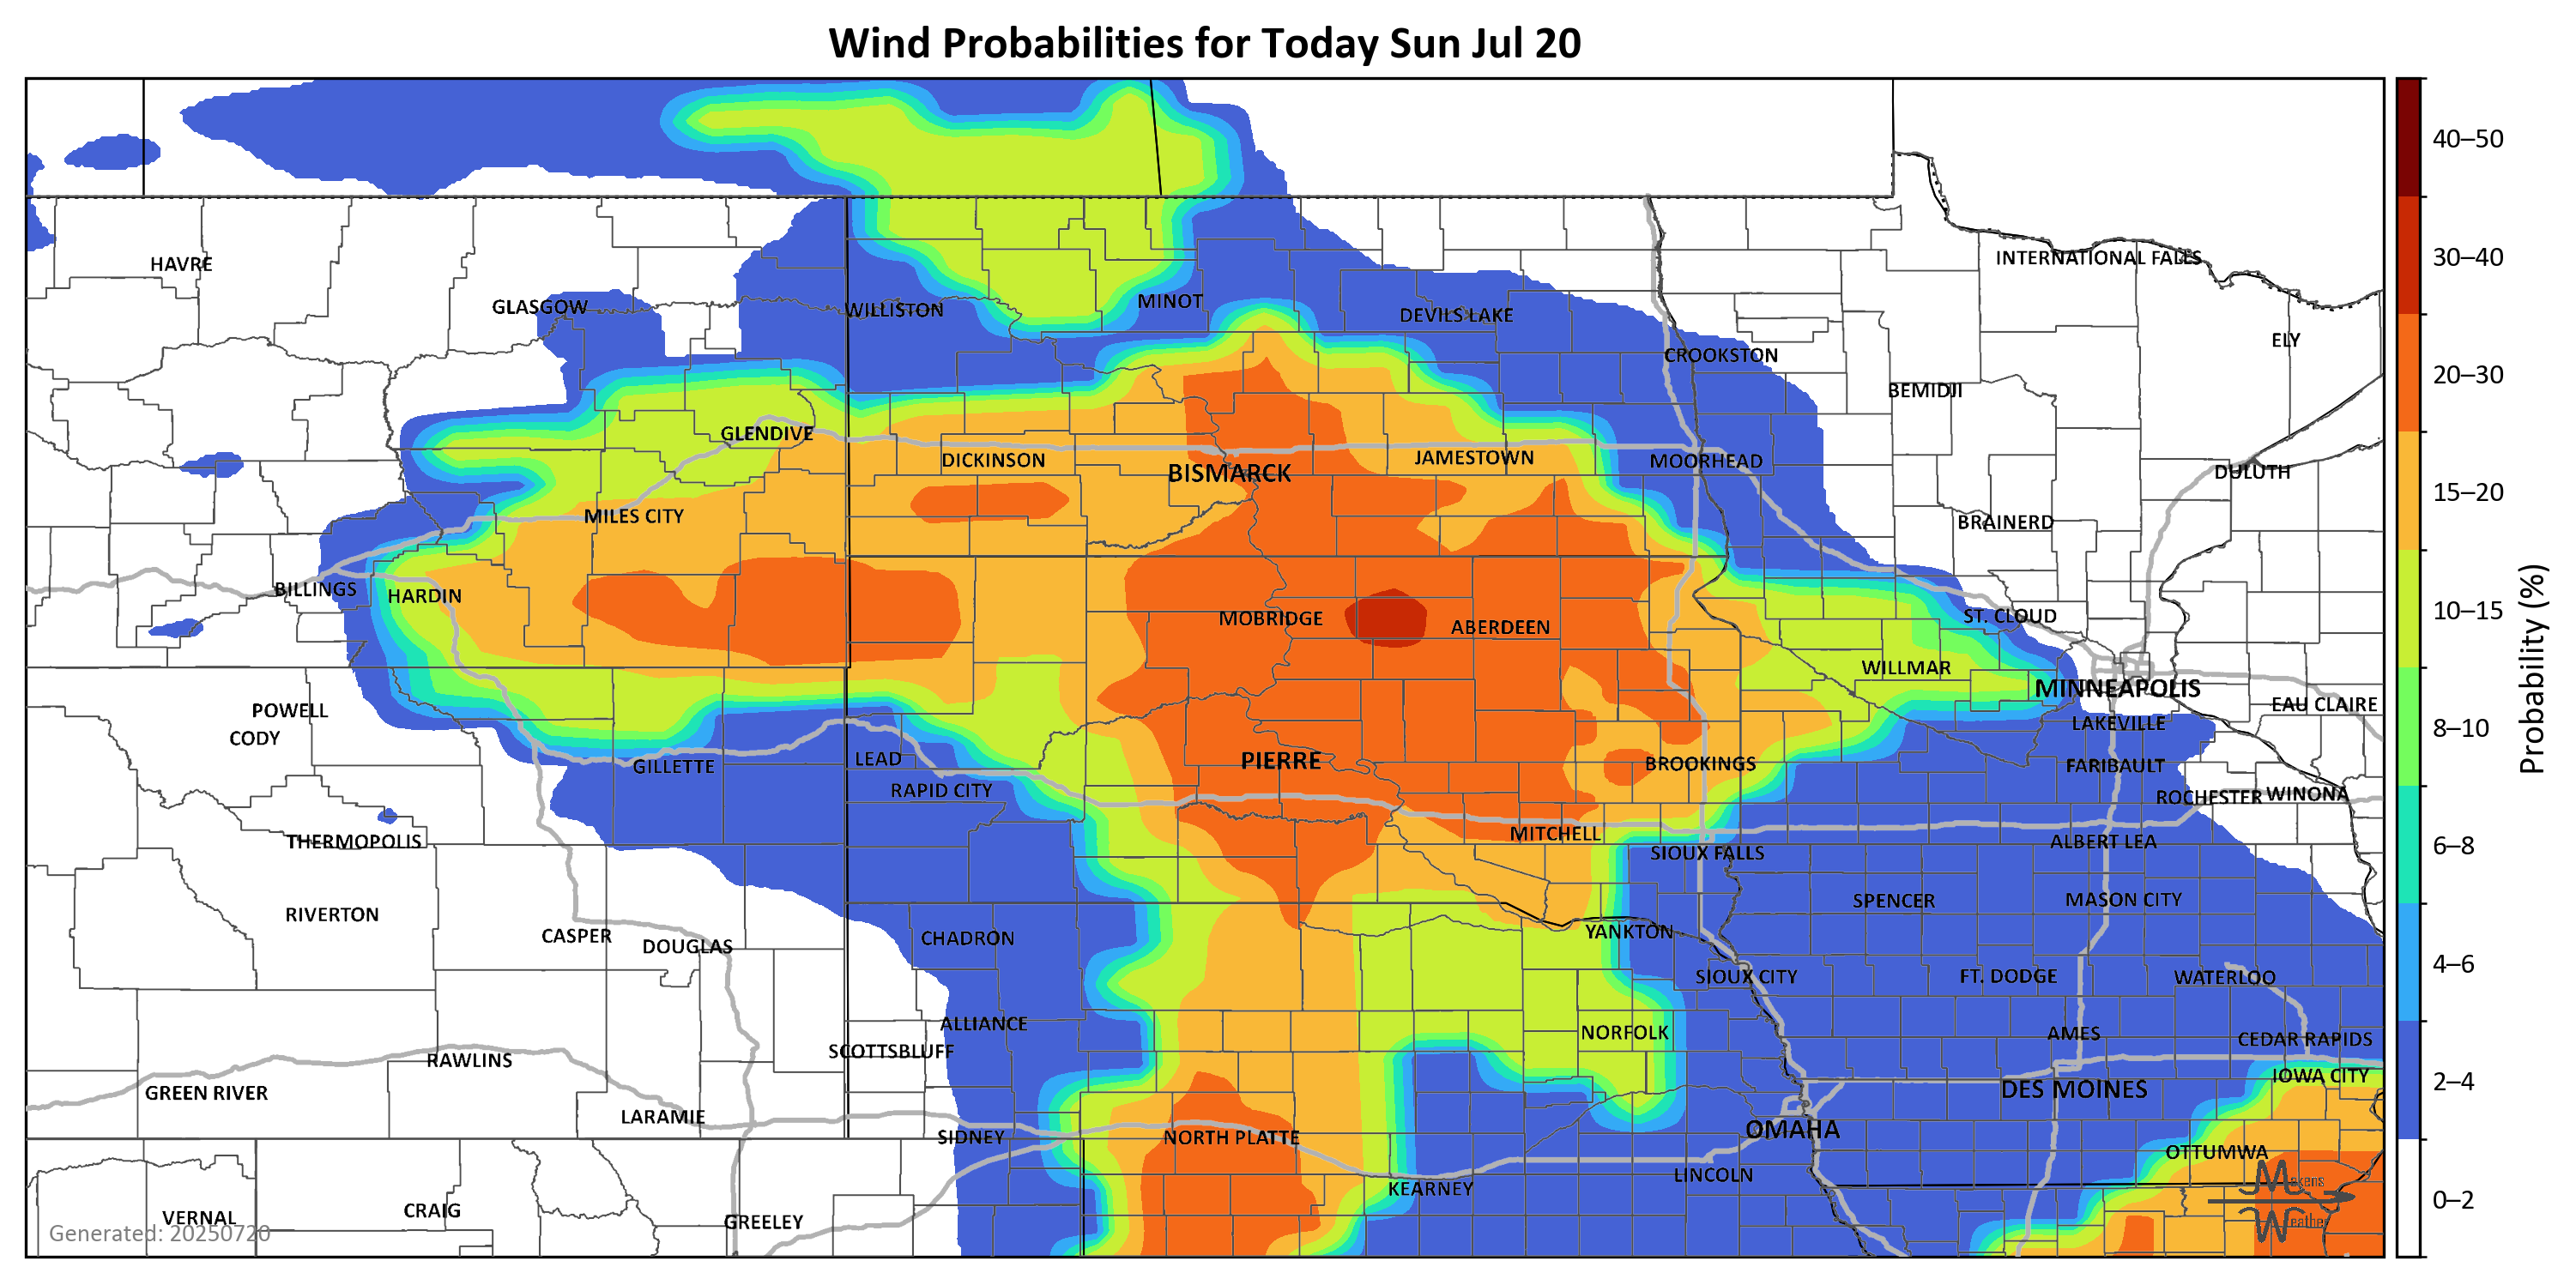 Wind Probabilities for Today Sun Jul 20
HAVRE
GLASGOW
WILLISTON
MINOT
DEVILS LAKE
INTERNATIONAL FALLS
ELY
CROOKSTON
BEMIDJI
GLENDIVE
DICKINSON
BISMARCK
JAMESTOWN
MOORHEAD
DULUTH
MILES CITY
BRAINERD
BILLINGS
HARDIN
MOBRIDGE
ABERDEEN
ST. CLOUD
WILLMAR
MINNEAPOLIS
EAU CLAIRE
POWELL
CODY
LAKEVILLE
GILLETTE
LEAD
PIERRE
BROOKINGS
FARIBAULT
RAPID CITY
ROCHESTER
WINONA
THERMOPOLIS
MITCHELL
SIOUX FALLS
ALBERT LEA
RIVERTON
SPENCER
MASON CITY
CASPER
DOUGLAS
CHADRON
YANKTON
SIOUX CITY
FT. DODGE
WATERLOO
ALLIANCE
NORFOLK
AMES
CEDAR RAPIDS
SCOTTSBLUFF
RAWLINS
GREEN RIVER
DES MOINES
IOWA CITY
LARAMIE
SIDNEY
NORTH PLATTE
OMAHA
OTTUMWA
LINCOLN
KEARNEY
VERNAL
CRAIG
GREELEY
Generated: 20250720
Makens
Weather
40–50
30–40
20–30
15–20
10–15
8–10
6–8
4–6
2–4
0–2
Probability (%)